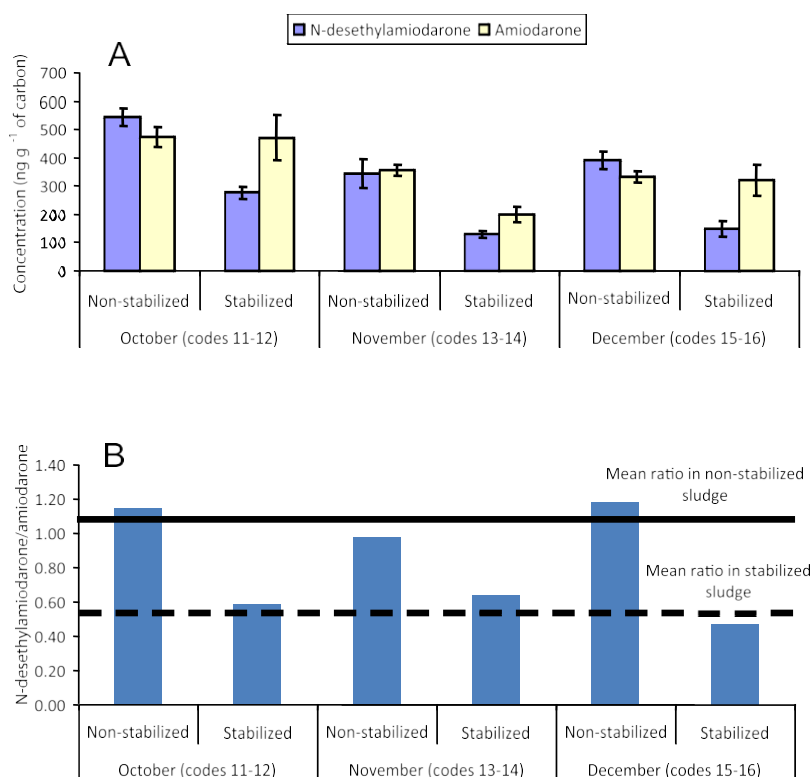 N-desethylamiodarone Amiodarone
A
Concentration (ng g -1 of carbon)
700
600
500
400
300
200
100
0
Non-stabilized Stabilized Non-stabilized Stabilized Non-stabilized Stabilized
October (codes 11-12) November (codes 13-14) December (codes 15-16)
B
N-desethylamiodarone/amiodarone
1.40
1.20
1.00
0.80
0.60
0.40
0.20
0.00
Mean ratio in non-stabilized
sludge
Mean ratio in stabilized
sludge
Non-stabilized Stabilized Non-stabilized Stabilized Non-stabilized Stabilized
October (codes 11-12) November (codes 13-14) December (codes 15-16)